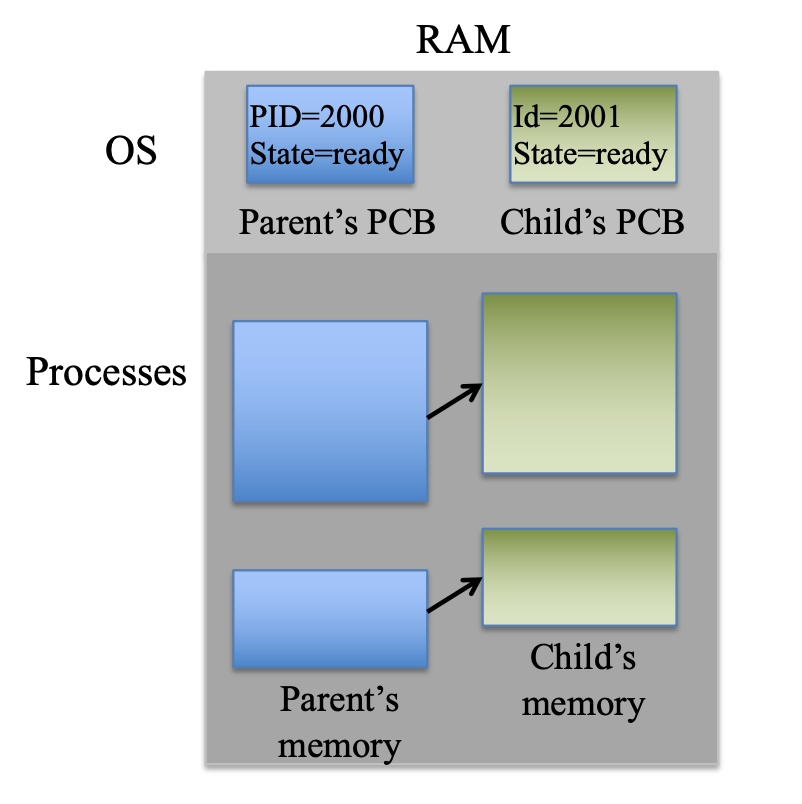 RAM
OS
PID=2000
State=ready
Id=2001
State=ready
Parent’s PCB
Child’s PCB
Processes
Child’s
memory
Parent’s
memory